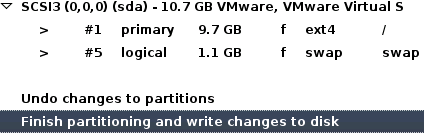 SCSI3 (0,0,0) (sda) - 10.7 GB VMware, VMware Virtual S
> #1 primary 9.7 GB f ext4 /
> #5 logical 1.1 GB f swap swap
Undo changes to partitions
Finish partitioning and write changes to disk